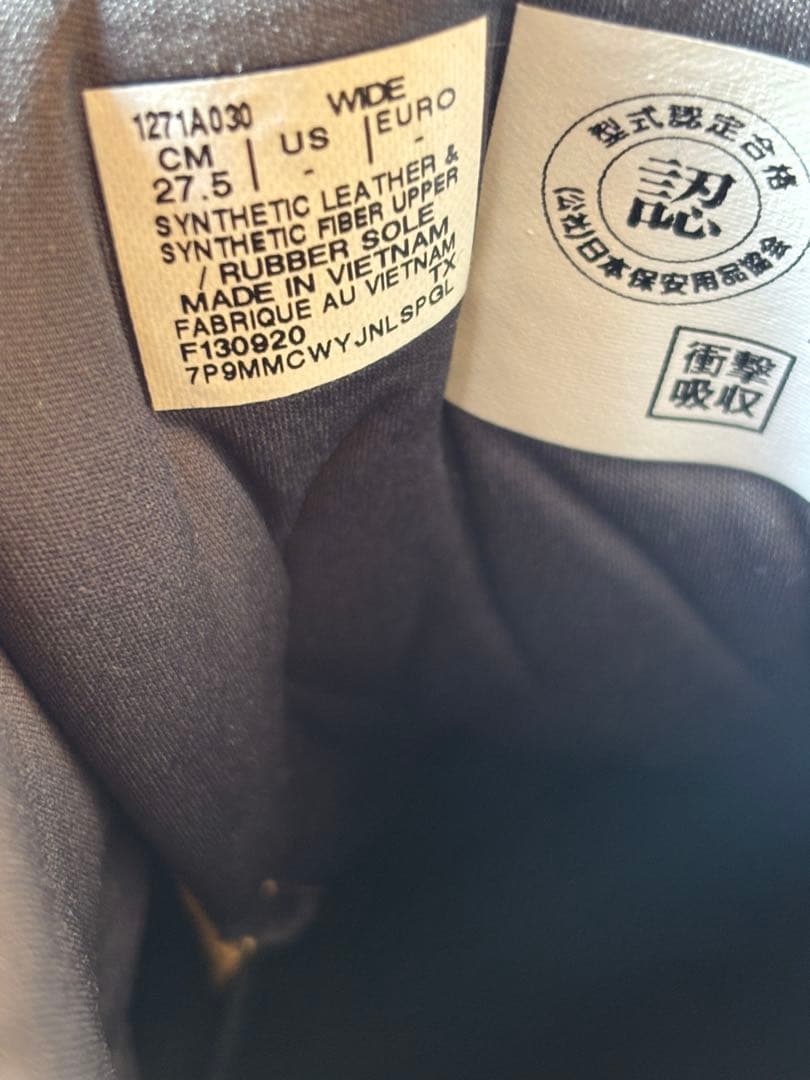 1271A030 WIDE
CM | US | EURO
27.5 | - | -
SYNTHETIC LEATHER &
SYNTHETIC FIBER UPPER
/ RUBBER SOLE
MADE IN VIETNAM
FABRIQUE AU VIETNAM
F130920 TX
7P9MMCWYJNLSPGL
型式認定合格
認
(公社)日本保安用品協会
衝撃
吸収